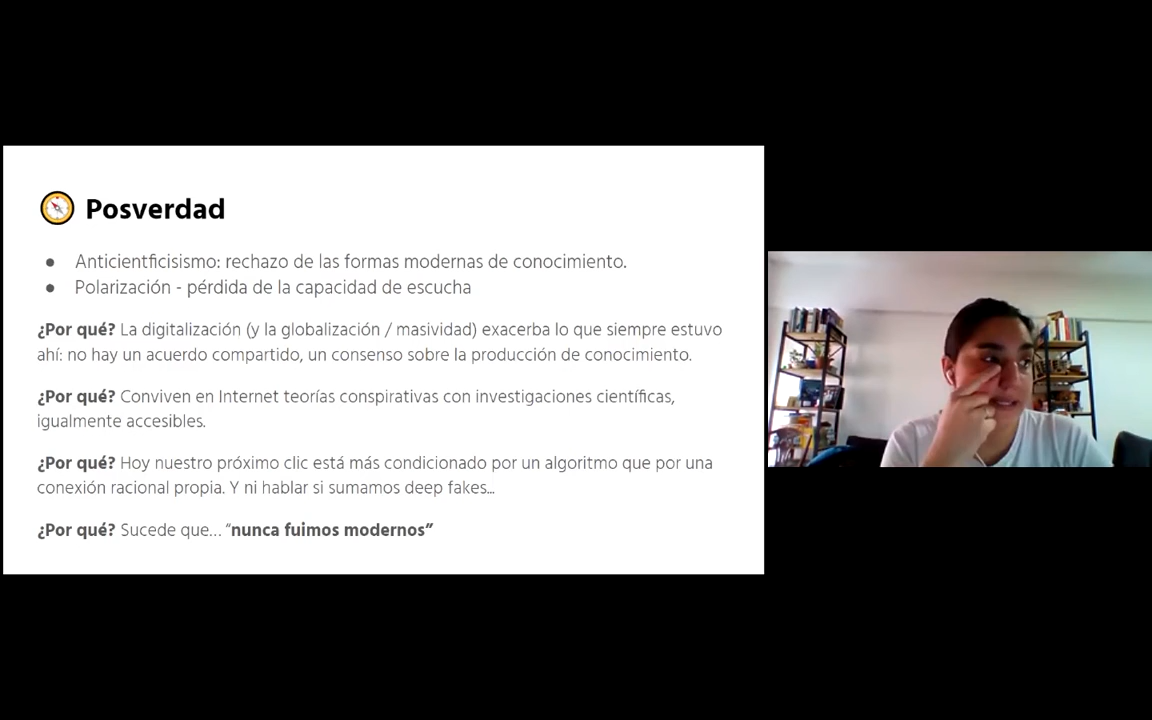 Posverdad
● Anticientficisismo: rechazo de las formas modernas de conocimiento.
● Polarización - pérdida de la capacidad de escucha
¿Por qué? La digitalización (y la globalización / masividad) exacerba lo que siempre estuvo
ahí: no hay un acuerdo compartido, un consenso sobre la producción de conocimiento.
¿Por qué? Conviven en Internet teorías conspirativas con investigaciones científicas,
igualmente accesibles.
¿Por qué? Hoy nuestro próximo clic está más condicionado por un algoritmo que por una
conexión racional propia. Y ni hablar si sumamos deep fakes...
¿Por qué? Sucede que... “nunca fuimos modernos”